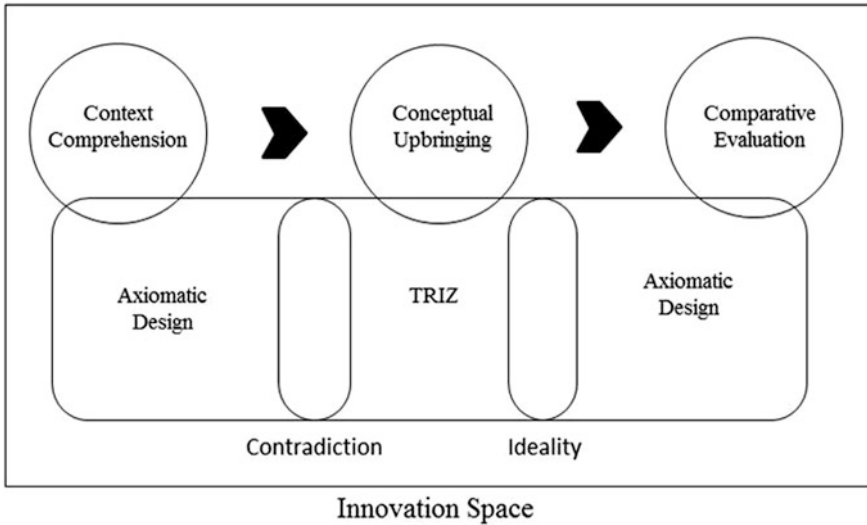 Context
Comprehension
Conceptual
Upbringing
Comparative
Evaluation
Axiomatic
Design
TRIZ
Axiomatic
Design
Contradiction
Ideality
Innovation Space